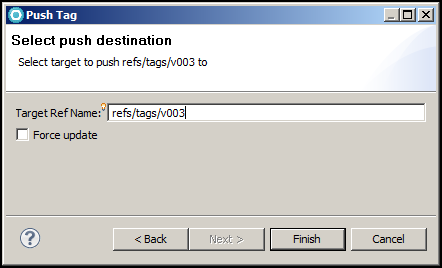 Push Tag
Select push destination
Select target to push refs/tags/v003 to
Target Ref Name: refs/tags/v003
Force update
? < Back Next > Finish Cancel